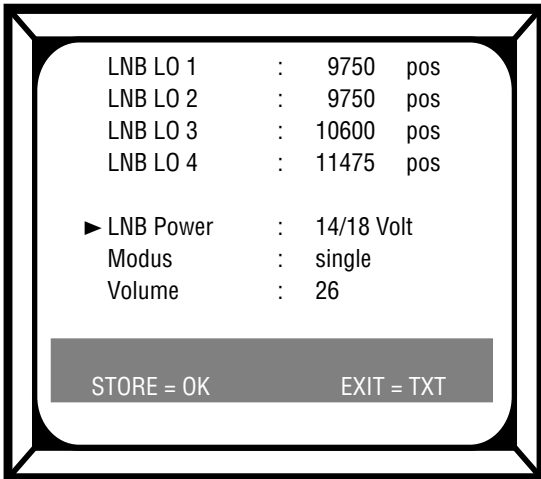 LNB LO 1 : 9750 pos
LNB LO 2 : 9750 pos
LNB LO 3 : 10600 pos
LNB LO 4 : 11475 pos
► LNB Power : 14/18 Volt
Modus : single
Volume : 26
STORE = OK EXIT = TXT